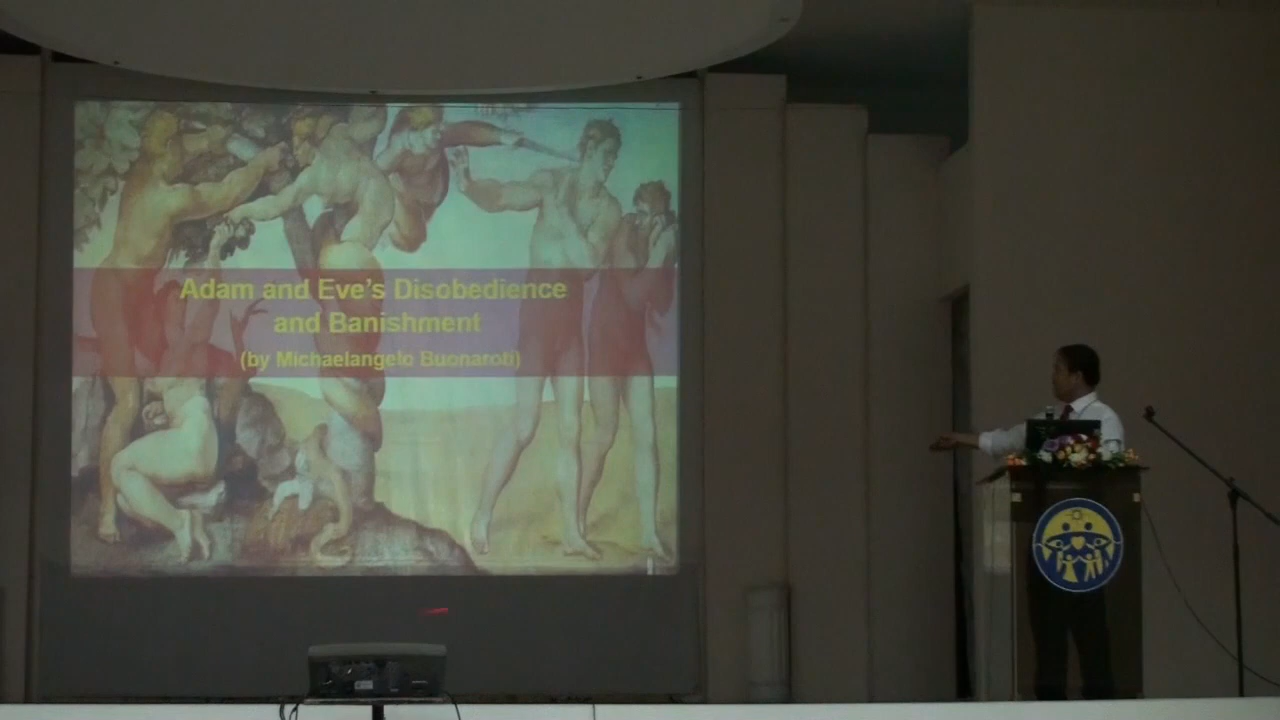 Adam and Eve's Disobedience
and Banishment
(by Michaelangelo Buonaroti)